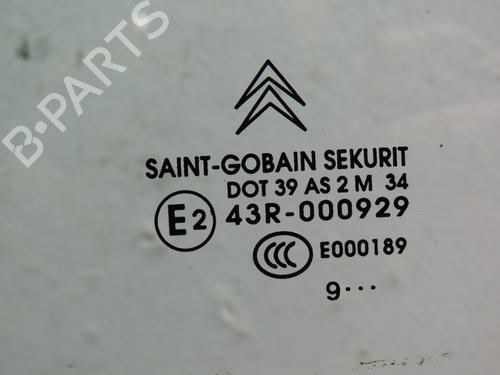 B-PARTS
SAINT-GOBAIN SEKURIT
DOT 39 AS 2 M 34
E2 43R-000929
CCC E000189
9...